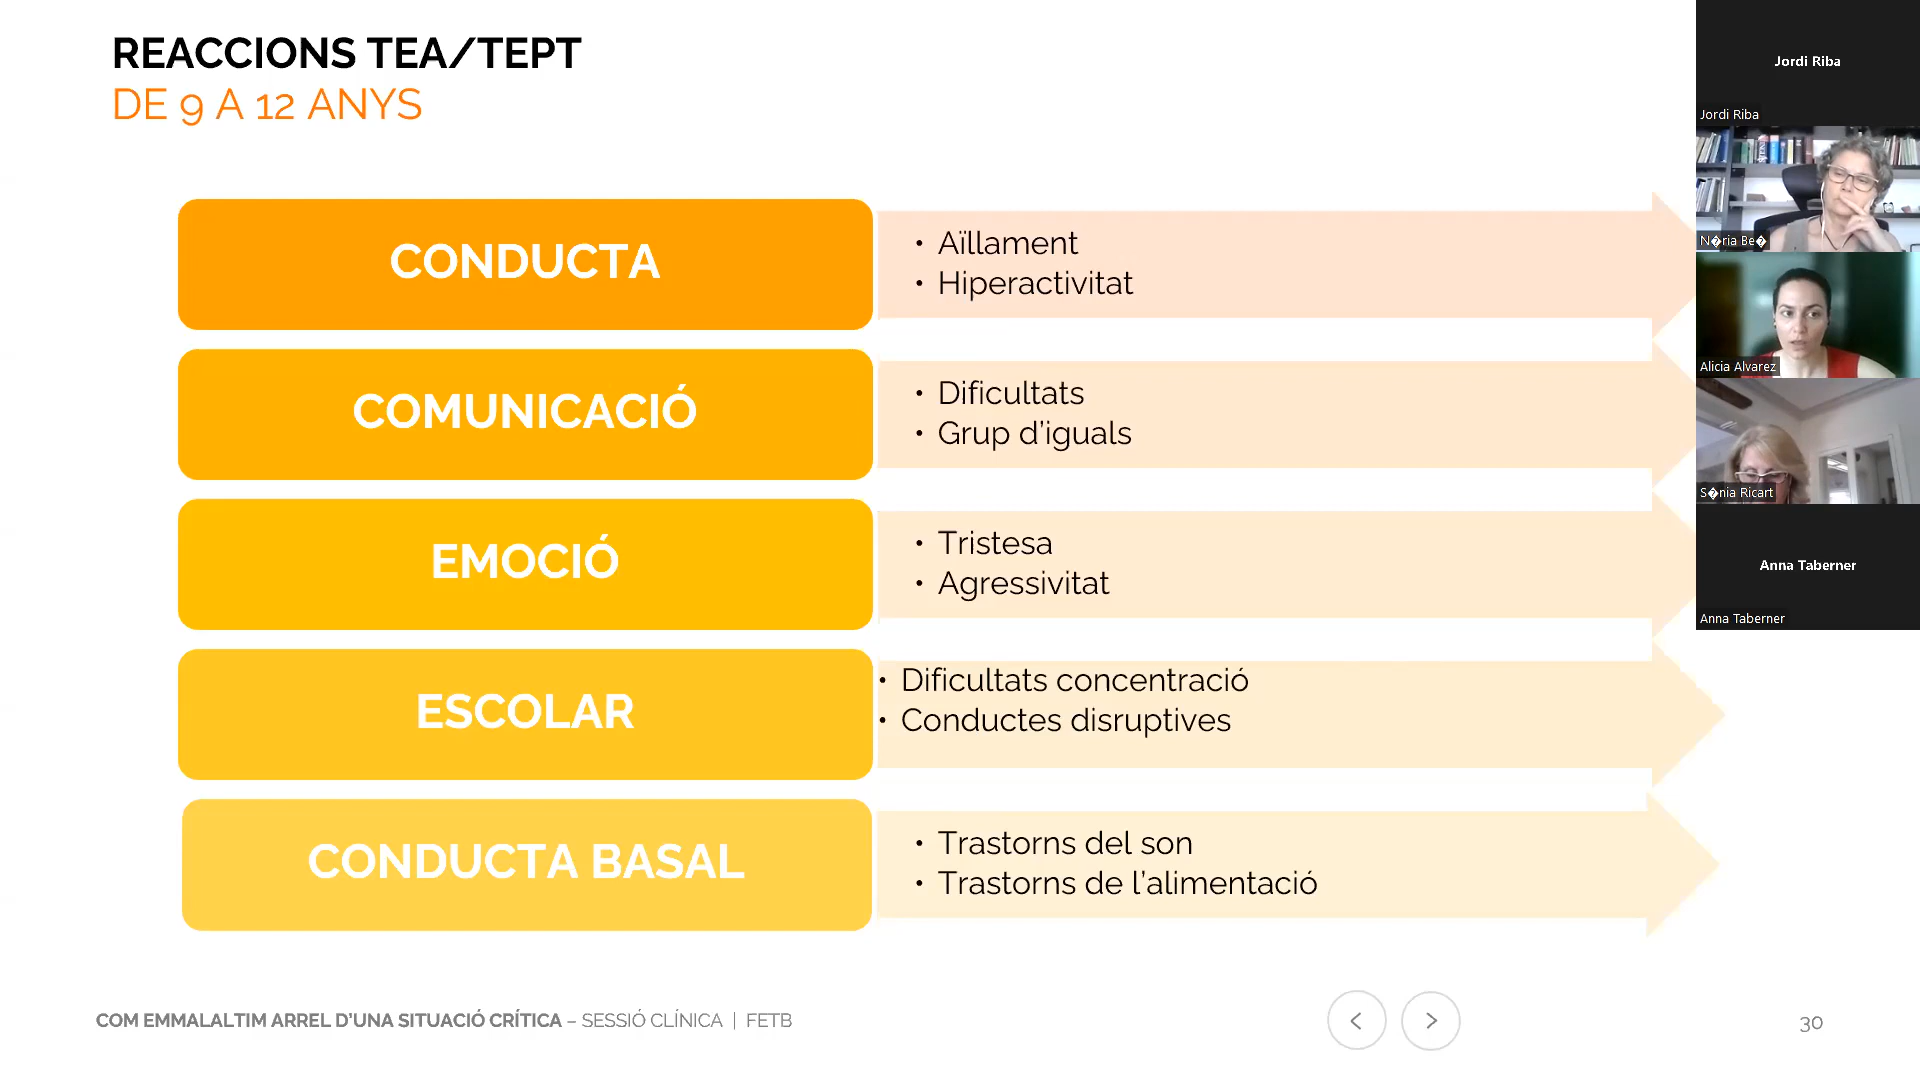 REACCIONS TEA/TEPT
DE 9 A 12 ANYS
CONDUCTA
• Aïllament
• Hiperactivitat
COMUNICACIÓ
• Dificultats
• Grup d'iguals
EMOCIÓ
• Tristesa
• Agressivitat
ESCOLAR
• Dificultats concentració
• Conductes disruptives
CONDUCTA BASAL
• Trastorns del son
• Trastorns de l'alimentació
COM EMMALALTIM ARREL D'UNA SITUACIÓ CRÍTICA – SESSIÓ CLÍNICA | FETB
30
Jordi Riba
Jordi Riba
N�ria Be�
Alicia Alvarez
S�nia Ricart
Anna Taberner
Anna Taberner